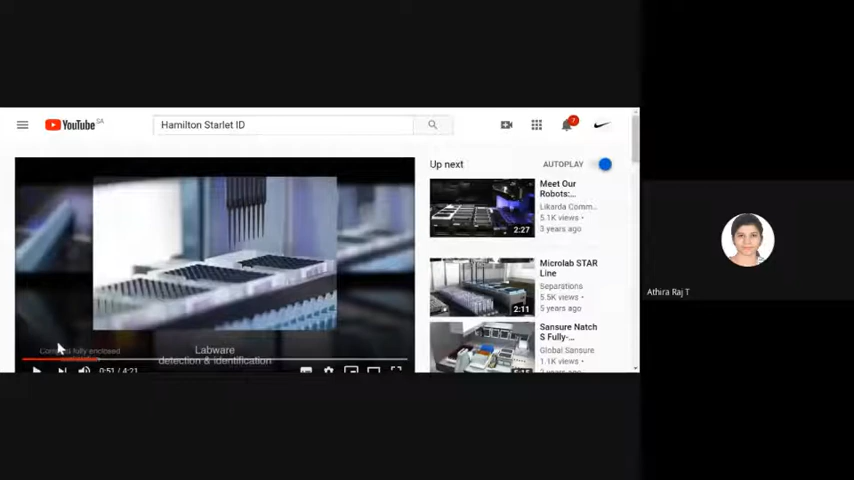 YouTube SA
Hamilton Starlet ID
7
Up next
AUTOPLAY
Meet Our
Robots:...
Likarda Comm...
5.1K views •
3 years ago
2:27
Microlab STAR
Line
Separations
5.5K views •
5 years ago
2:11
Sansure Natch
S Fully-...
Global Sansure
1.1K views •
Labware
detection & identification
0:51 / 4:21
Athira Raj T